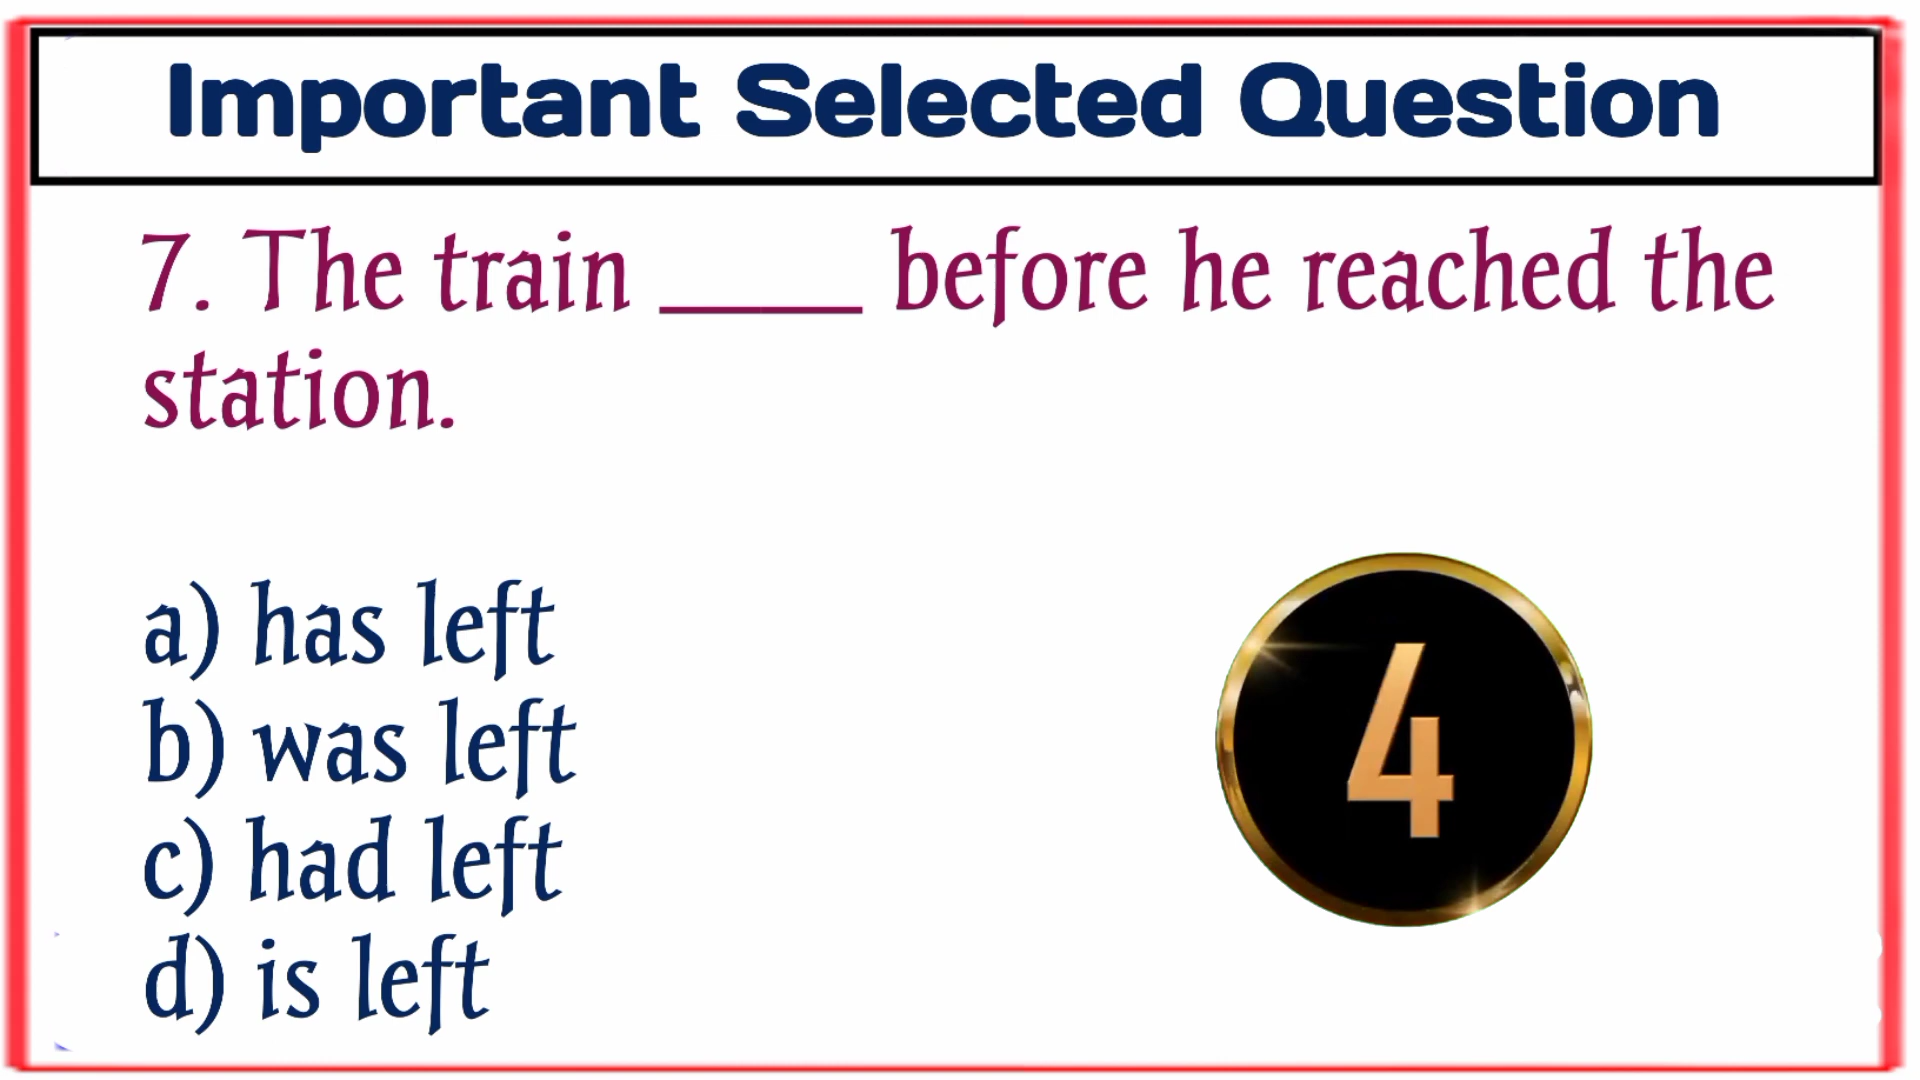 Important Selected Question
7. The train ____ before he reached the
station.
a) has left
b) was left
c) had left
d) is left
4